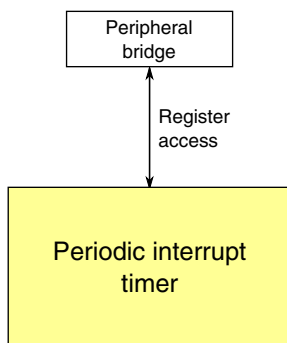 Peripheral
bridge
Register
access
Periodic interrupt
timer